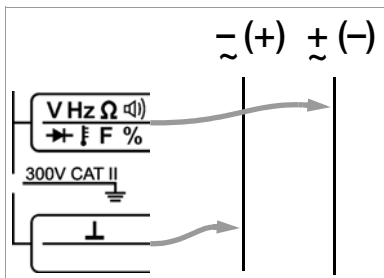 − (+) + (−)
~ ~
V Hz Ω
F %
300V CAT II
⊥